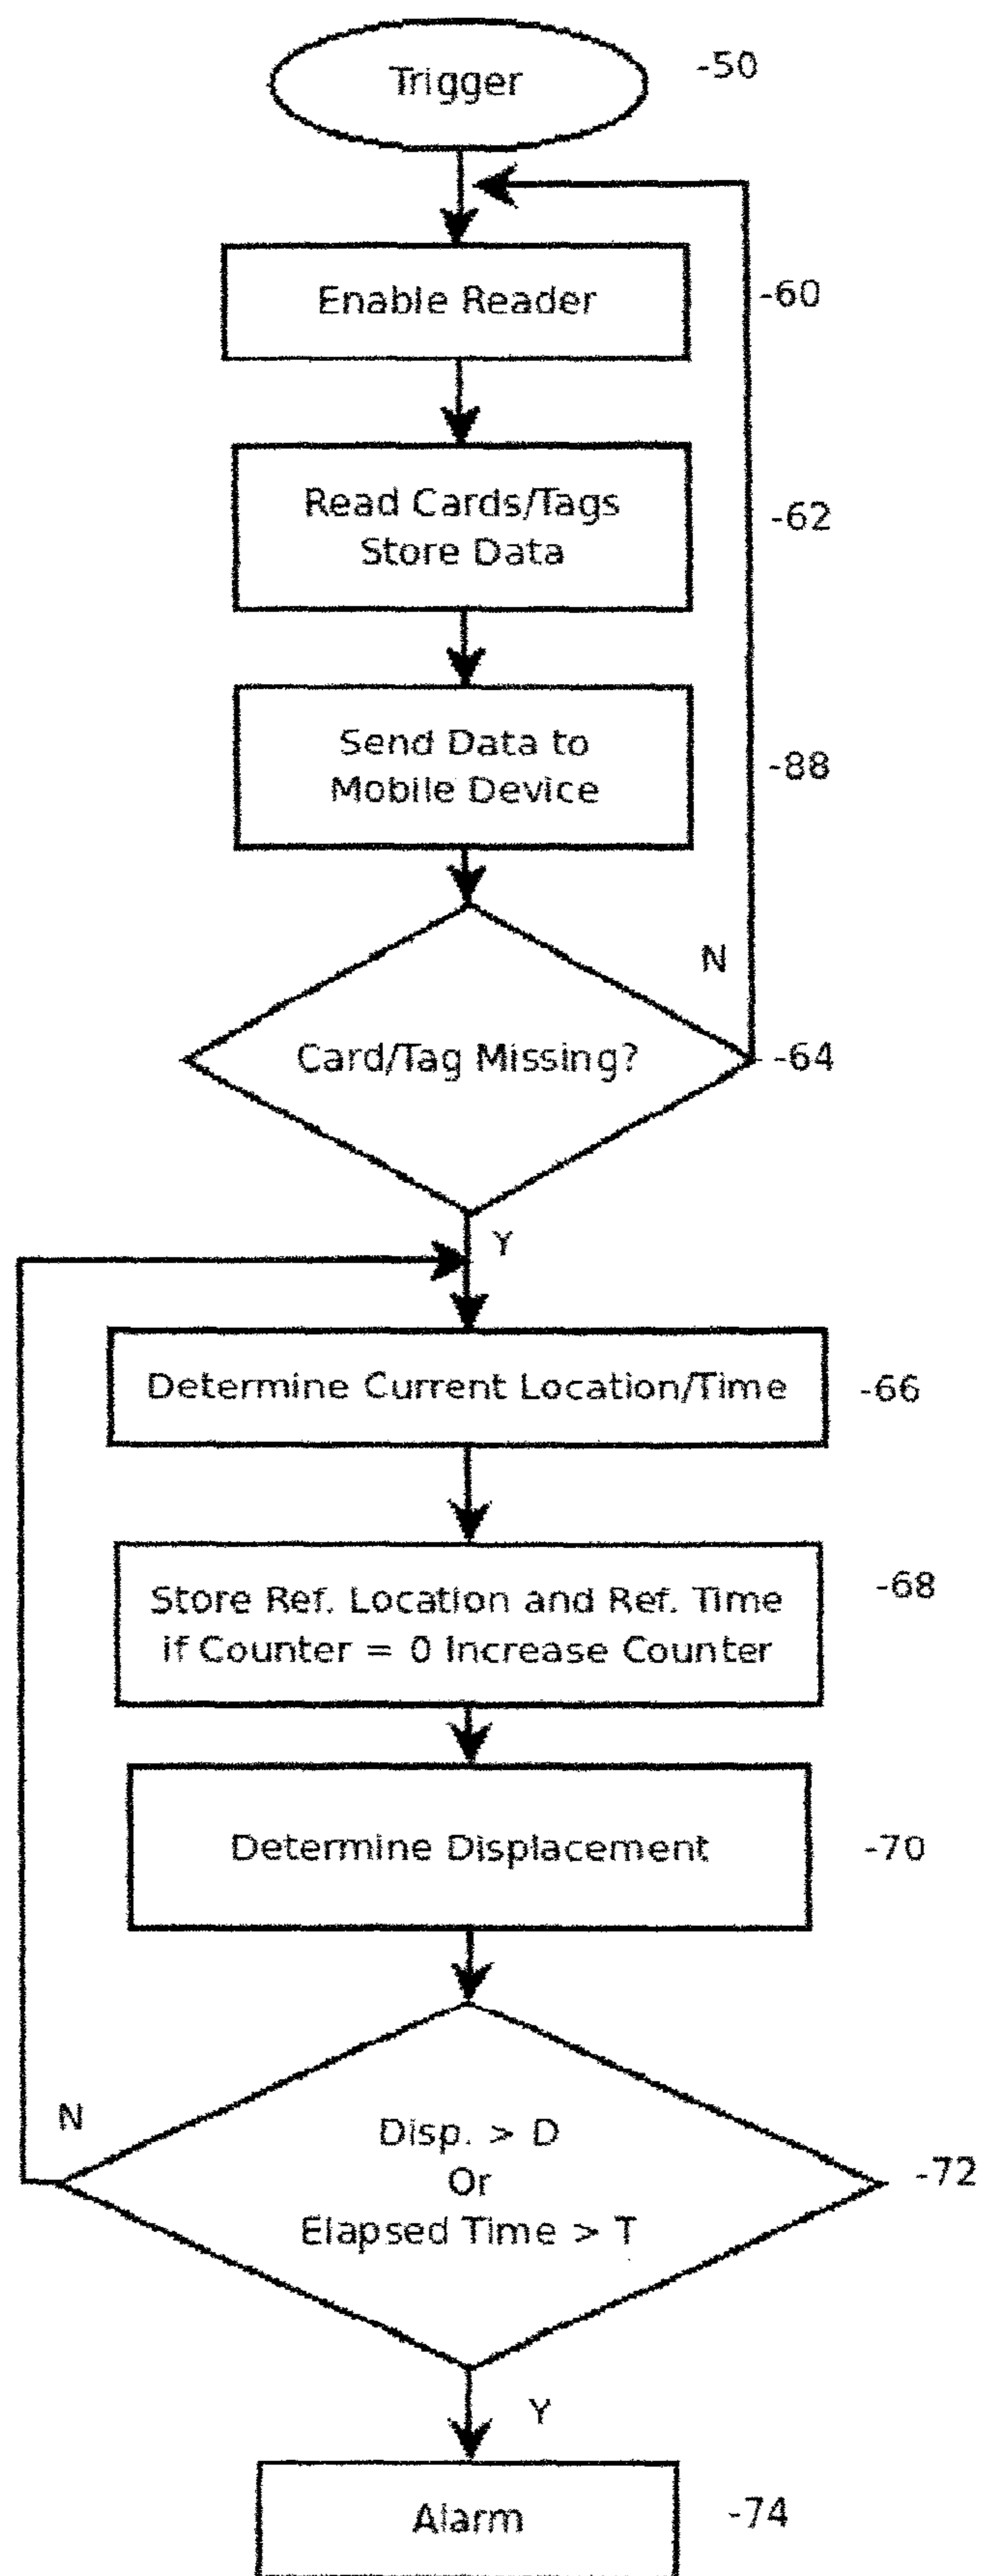 Trigger
-50
Enable Reader
-60
Read Cards/Tags
Store Data
-62
Send Data to
Mobile Device
-88
N
Card/Tag Missing?
-64
Y
Determine Current Location/Time
-66
Store Ref. Location and Ref. Time
if Counter = 0 Increase Counter
-68
Determine Displacement
-70
N
Disp. > D
Or
Elapsed Time > T
-72
Y
Alarm
-74